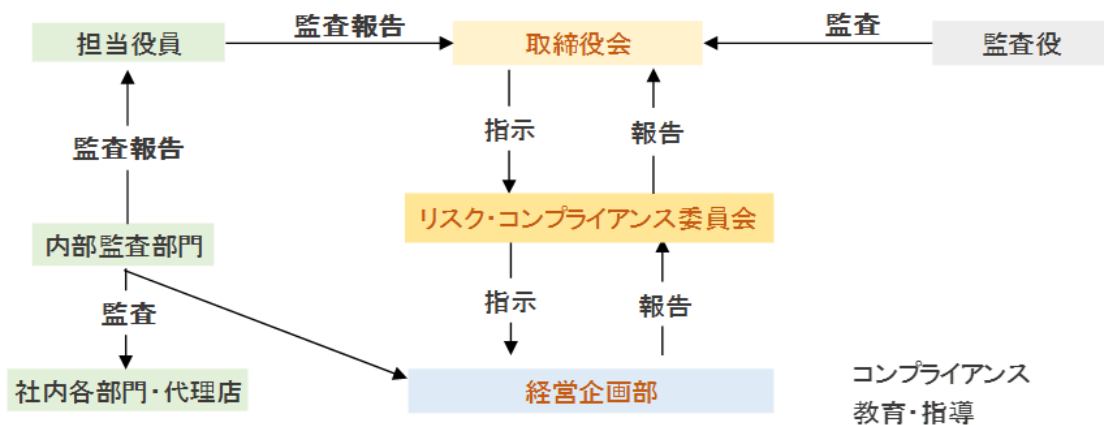 監査報告
監査
担当役員
取締役会
監査役
指示
報告
監査報告
リスク・コンプライアンス委員会
内部監査部門
指示
報告
監査
コンプライアンス
教育・指導
社内各部門・代理店
経営企画部